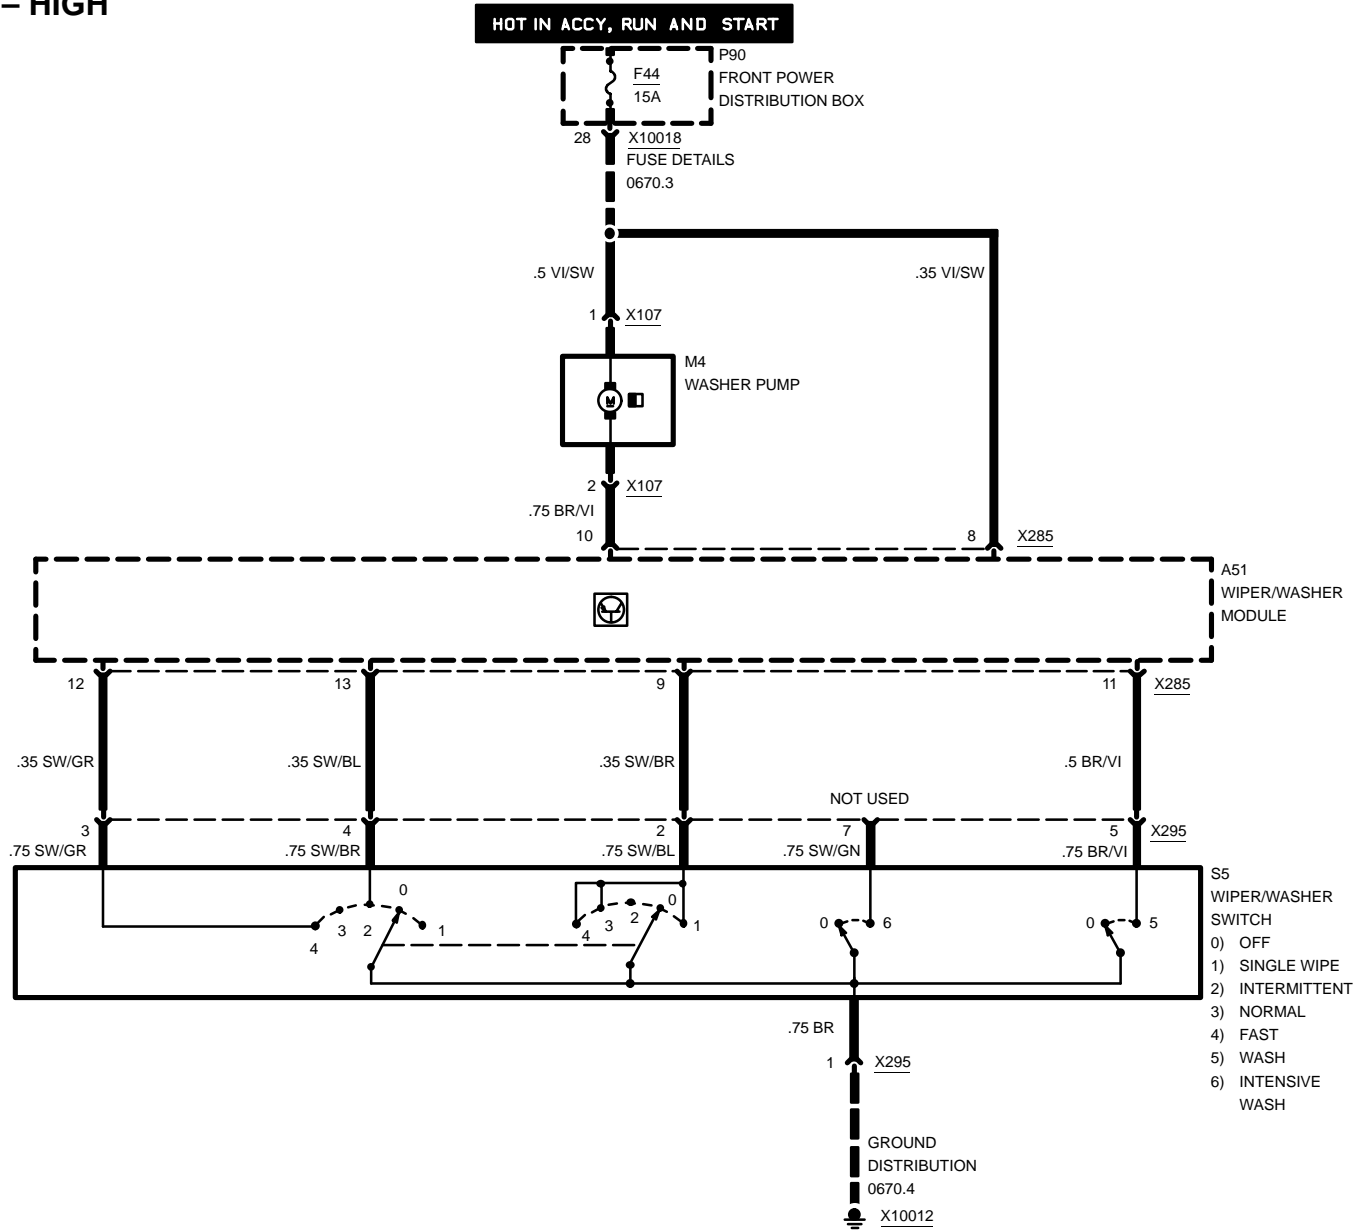 – HIGH
HOT IN ACCY, RUN AND START
P90
FRONT POWER
DISTRIBUTION BOX
F44
15A
28 X10018
FUSE DETAILS
0670.3
.5 VI/SW
.35 VI/SW
1 X107
M4
WASHER PUMP
M
2 X107
.75 BR/VI
10
8 X285
A51
WIPER/WASHER
MODULE
12 13 9 11 X285
.35 SW/GR .35 SW/BL .35 SW/BR .5 BR/VI
NOT USED
3 4 2 7 5 X295
.75 SW/GR .75 SW/BR .75 SW/BL .75 SW/GN .75 BR/VI
S5
WIPER/WASHER
SWITCH
0) OFF
1) SINGLE WIPE
2) INTERMITTENT
3) NORMAL
4) FAST
5) WASH
6) INTENSIVE
WASH
4 3 2 0 1
4 3 2 0 1
0 6
0 5
.75 BR
1 X295
GROUND
DISTRIBUTION
0670.4
X10012